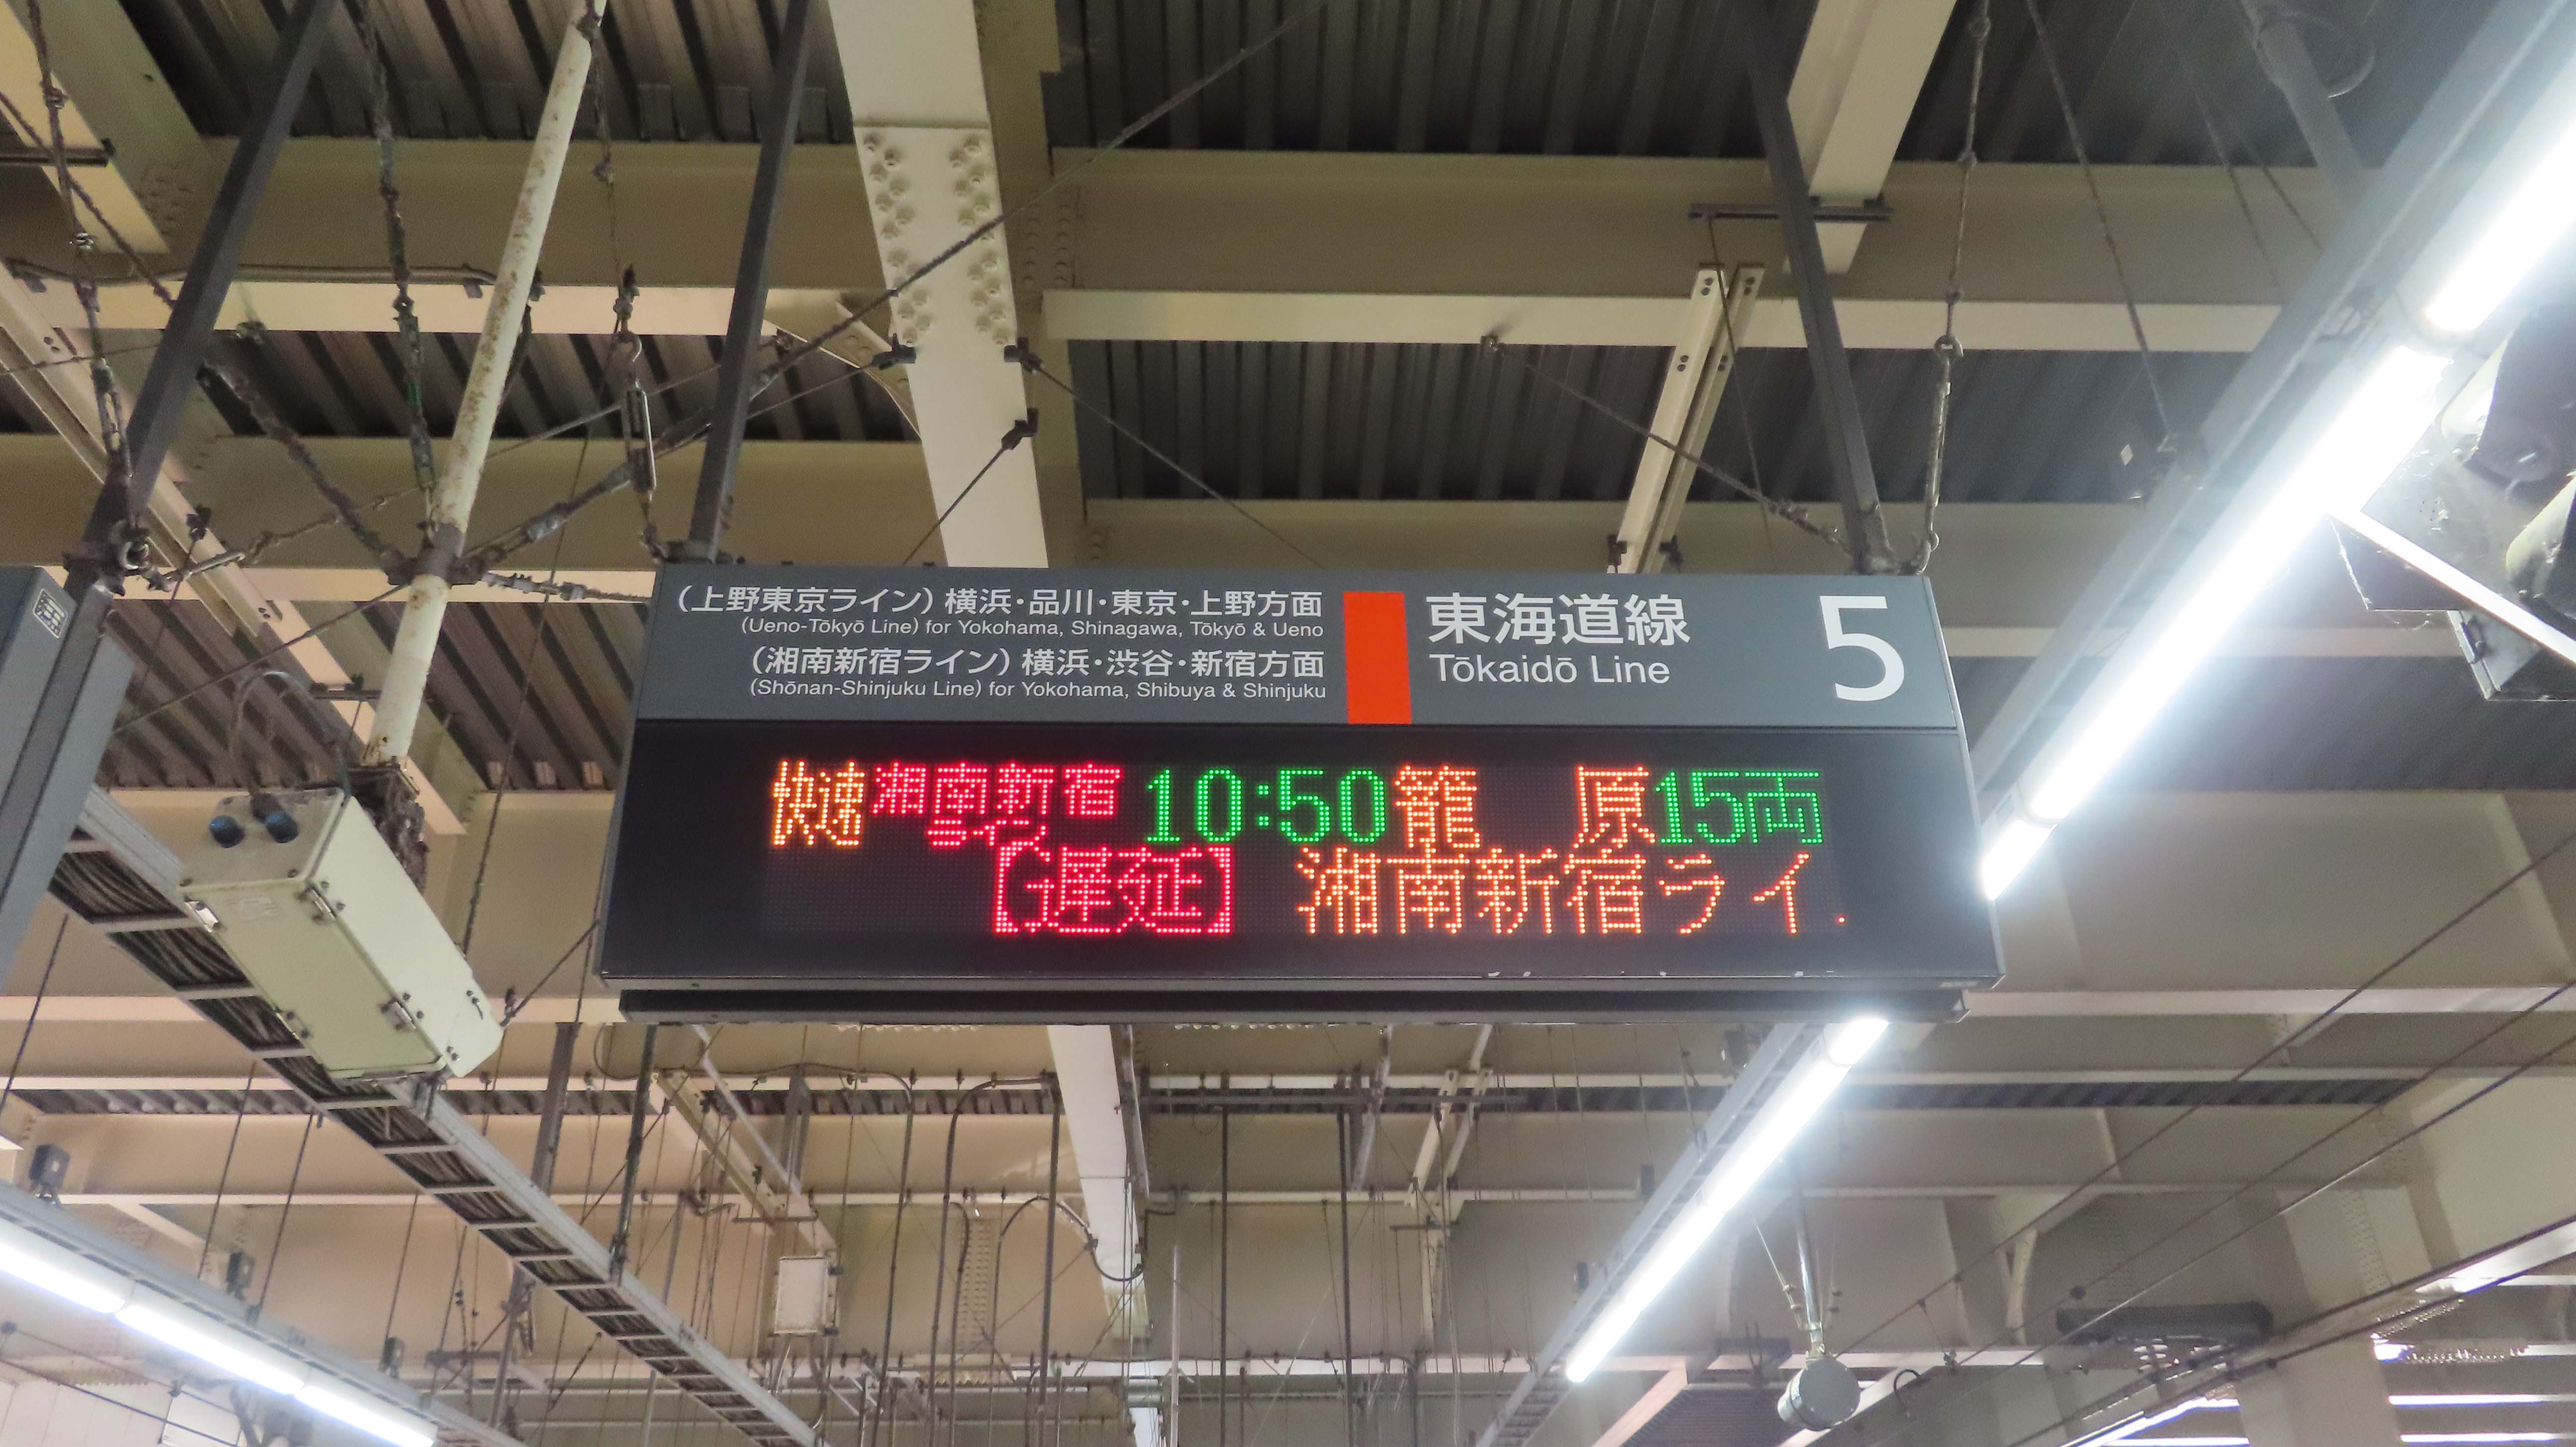 (上野東京ライン) 横浜・品川・東京・上野方面
(Ueno-Tōkyō Line) for Yokohama, Shinagawa, Tōkyō & Ueno
(湘南新宿ライン) 横浜・渋谷・新宿方面
(Shōnan-Shinjuku Line) for Yokohama, Shibuya & Shinjuku
東海道線
Tōkaidō Line
5
快速 湘南新宿ライン 10:50 籠 原 15両
【遅延】 湘南新宿ライ